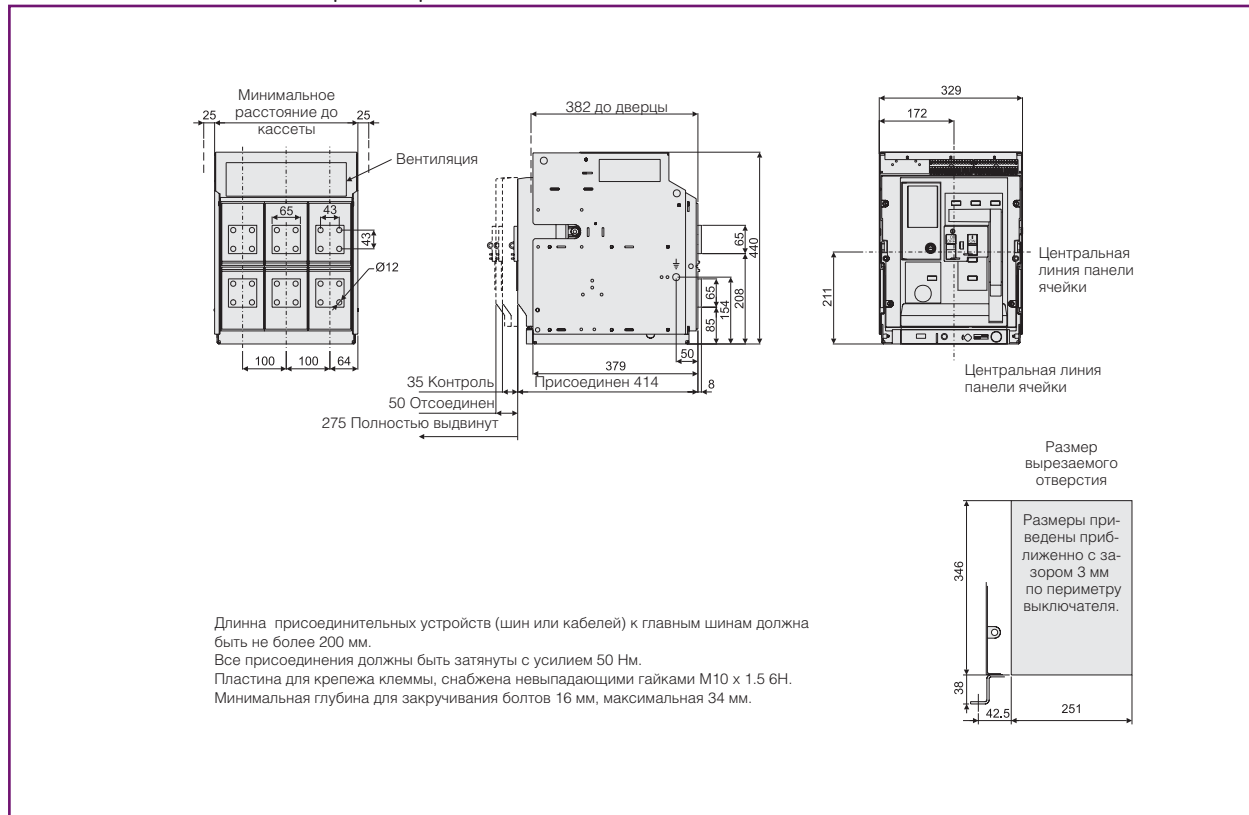 Минимальное
расстояние до
кассеты
25
25
Вентиляция
65
43
43
Ø12
100
100
64
382 до дверцы
440
65
208
65
154
85
50
379
35 Контроль
Присоединен 414
8
50 Отсоединен
275 Полностью выдвинут
329
172
211
Центральная
линия панели
ячейки
Центральная линия
панели ячейки
Размер
вырезаемого
отверстия
Размеры при-
ведены приб-
лиженно с за-
зором 3 мм
по периметру
выключателя.
346
38
42.5
251
Длинна присоединительных устройств (шин или кабелей) к главным шинам должна
быть не более 200 мм.
Все присоединения должны быть затянуты с усилием 50 Нм.
Пластина для крепежа клеммы, снабжена невыпадающими гайками М10 х 1.5 6Н.
Минимальная глубина для закручивания болтов 16 мм, максимальная 34 мм.